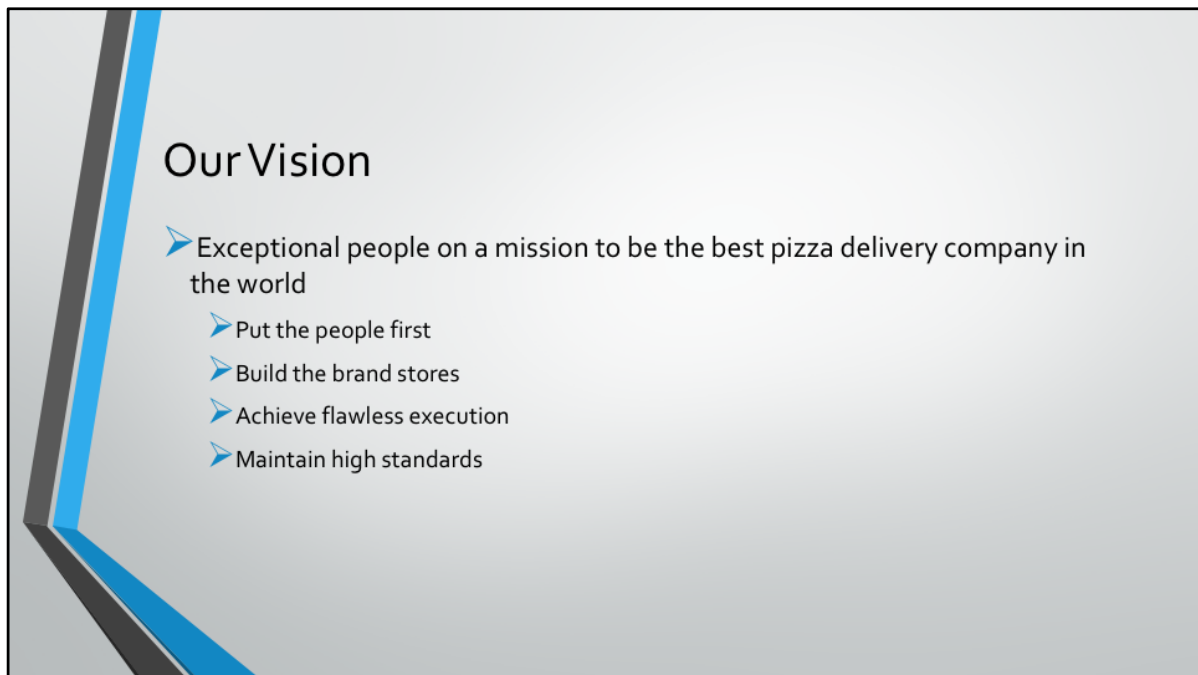 Our Vision
Exceptional people on a mission to be the best pizza delivery company in
the world
Put the people first
Build the brand stores
Achieve flawless execution
Maintain high standards